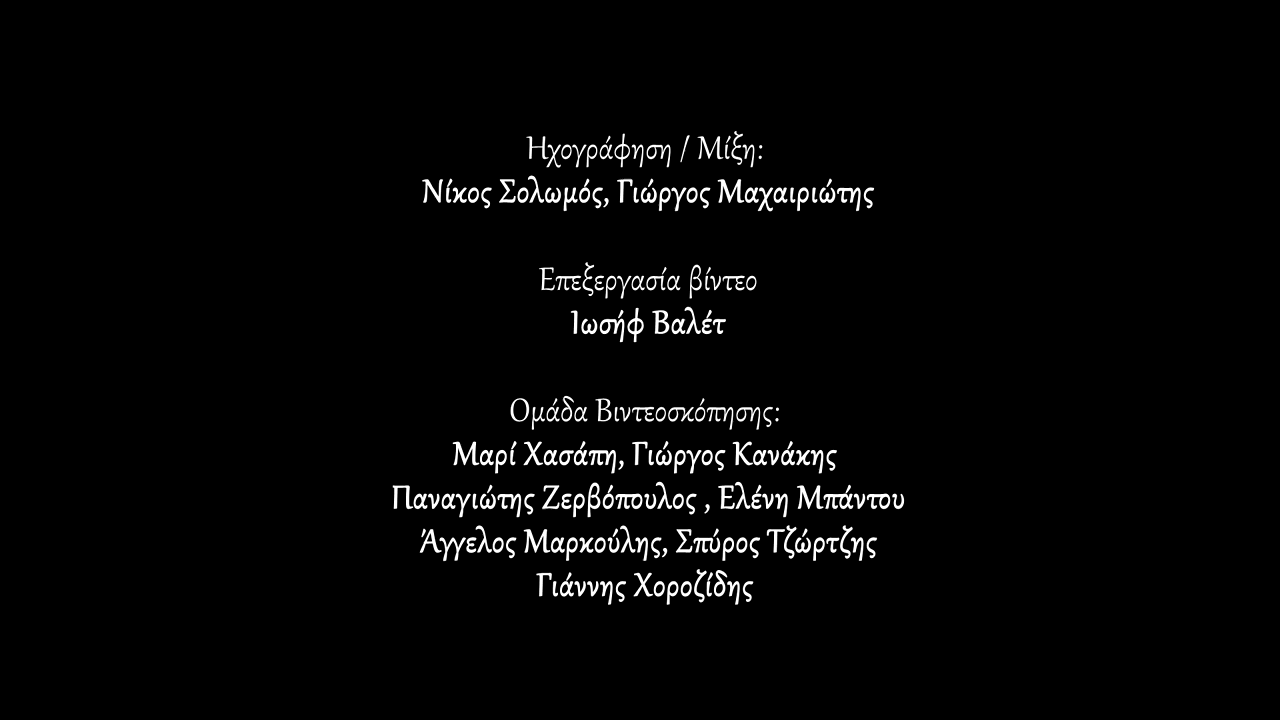 Ηχογράφηση / Μίξη:
Νίκος Σολωμός, Γιώργος Μαχαιριώτης
Επεξεργασία βίντεο
Ιωσήφ Βαλέτ
Ομάδα Βιντεοσκόπησης:
Μαρί Χασάπη, Γιώργος Κανάκης
Παναγιώτης Ζερβόπουλος , Ελένη Μπάντου
Άγγελος Μαρκούλης, Σπύρος Τζώρτζης
Γιάννης Χοροζίδης